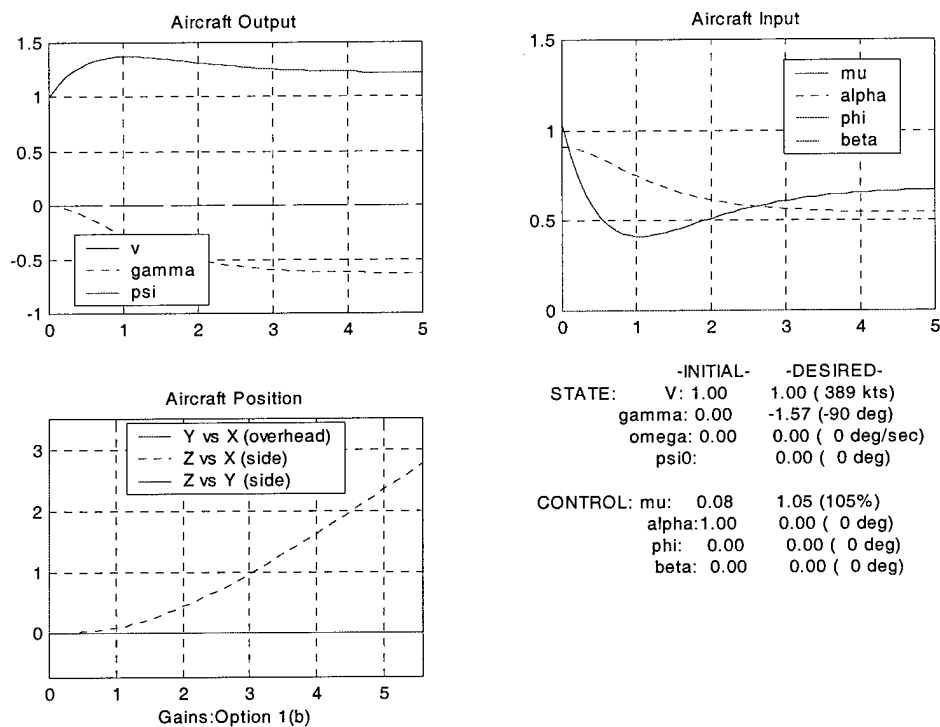 Aircraft Output
1.5
1
0.5
0
-0.5
-1
v
gamma
psi
0 1 2 3 4 5
Aircraft Input
1.5
1
0.5
0
mu
alpha
phi
beta
0 1 2 3 4 5
Aircraft Position
3
2
1
0
Y vs X (overhead)
Z vs X (side)
Z vs Y (side)
0 1 2 3 4 5
Gains:Option 1(b)
-INITIAL- -DESIRED-
STATE: V: 1.00 1.00 ( 389 kts)
gamma: 0.00 -1.57 (-90 deg)
omega: 0.00 0.00 ( 0 deg/sec)
psi0: 0.00 ( 0 deg)
CONTROL: mu: 0.08 1.05 (105%)
alpha:1.00 0.00 ( 0 deg)
phi: 0.00 0.00 ( 0 deg)
beta: 0.00 0.00 ( 0 deg)